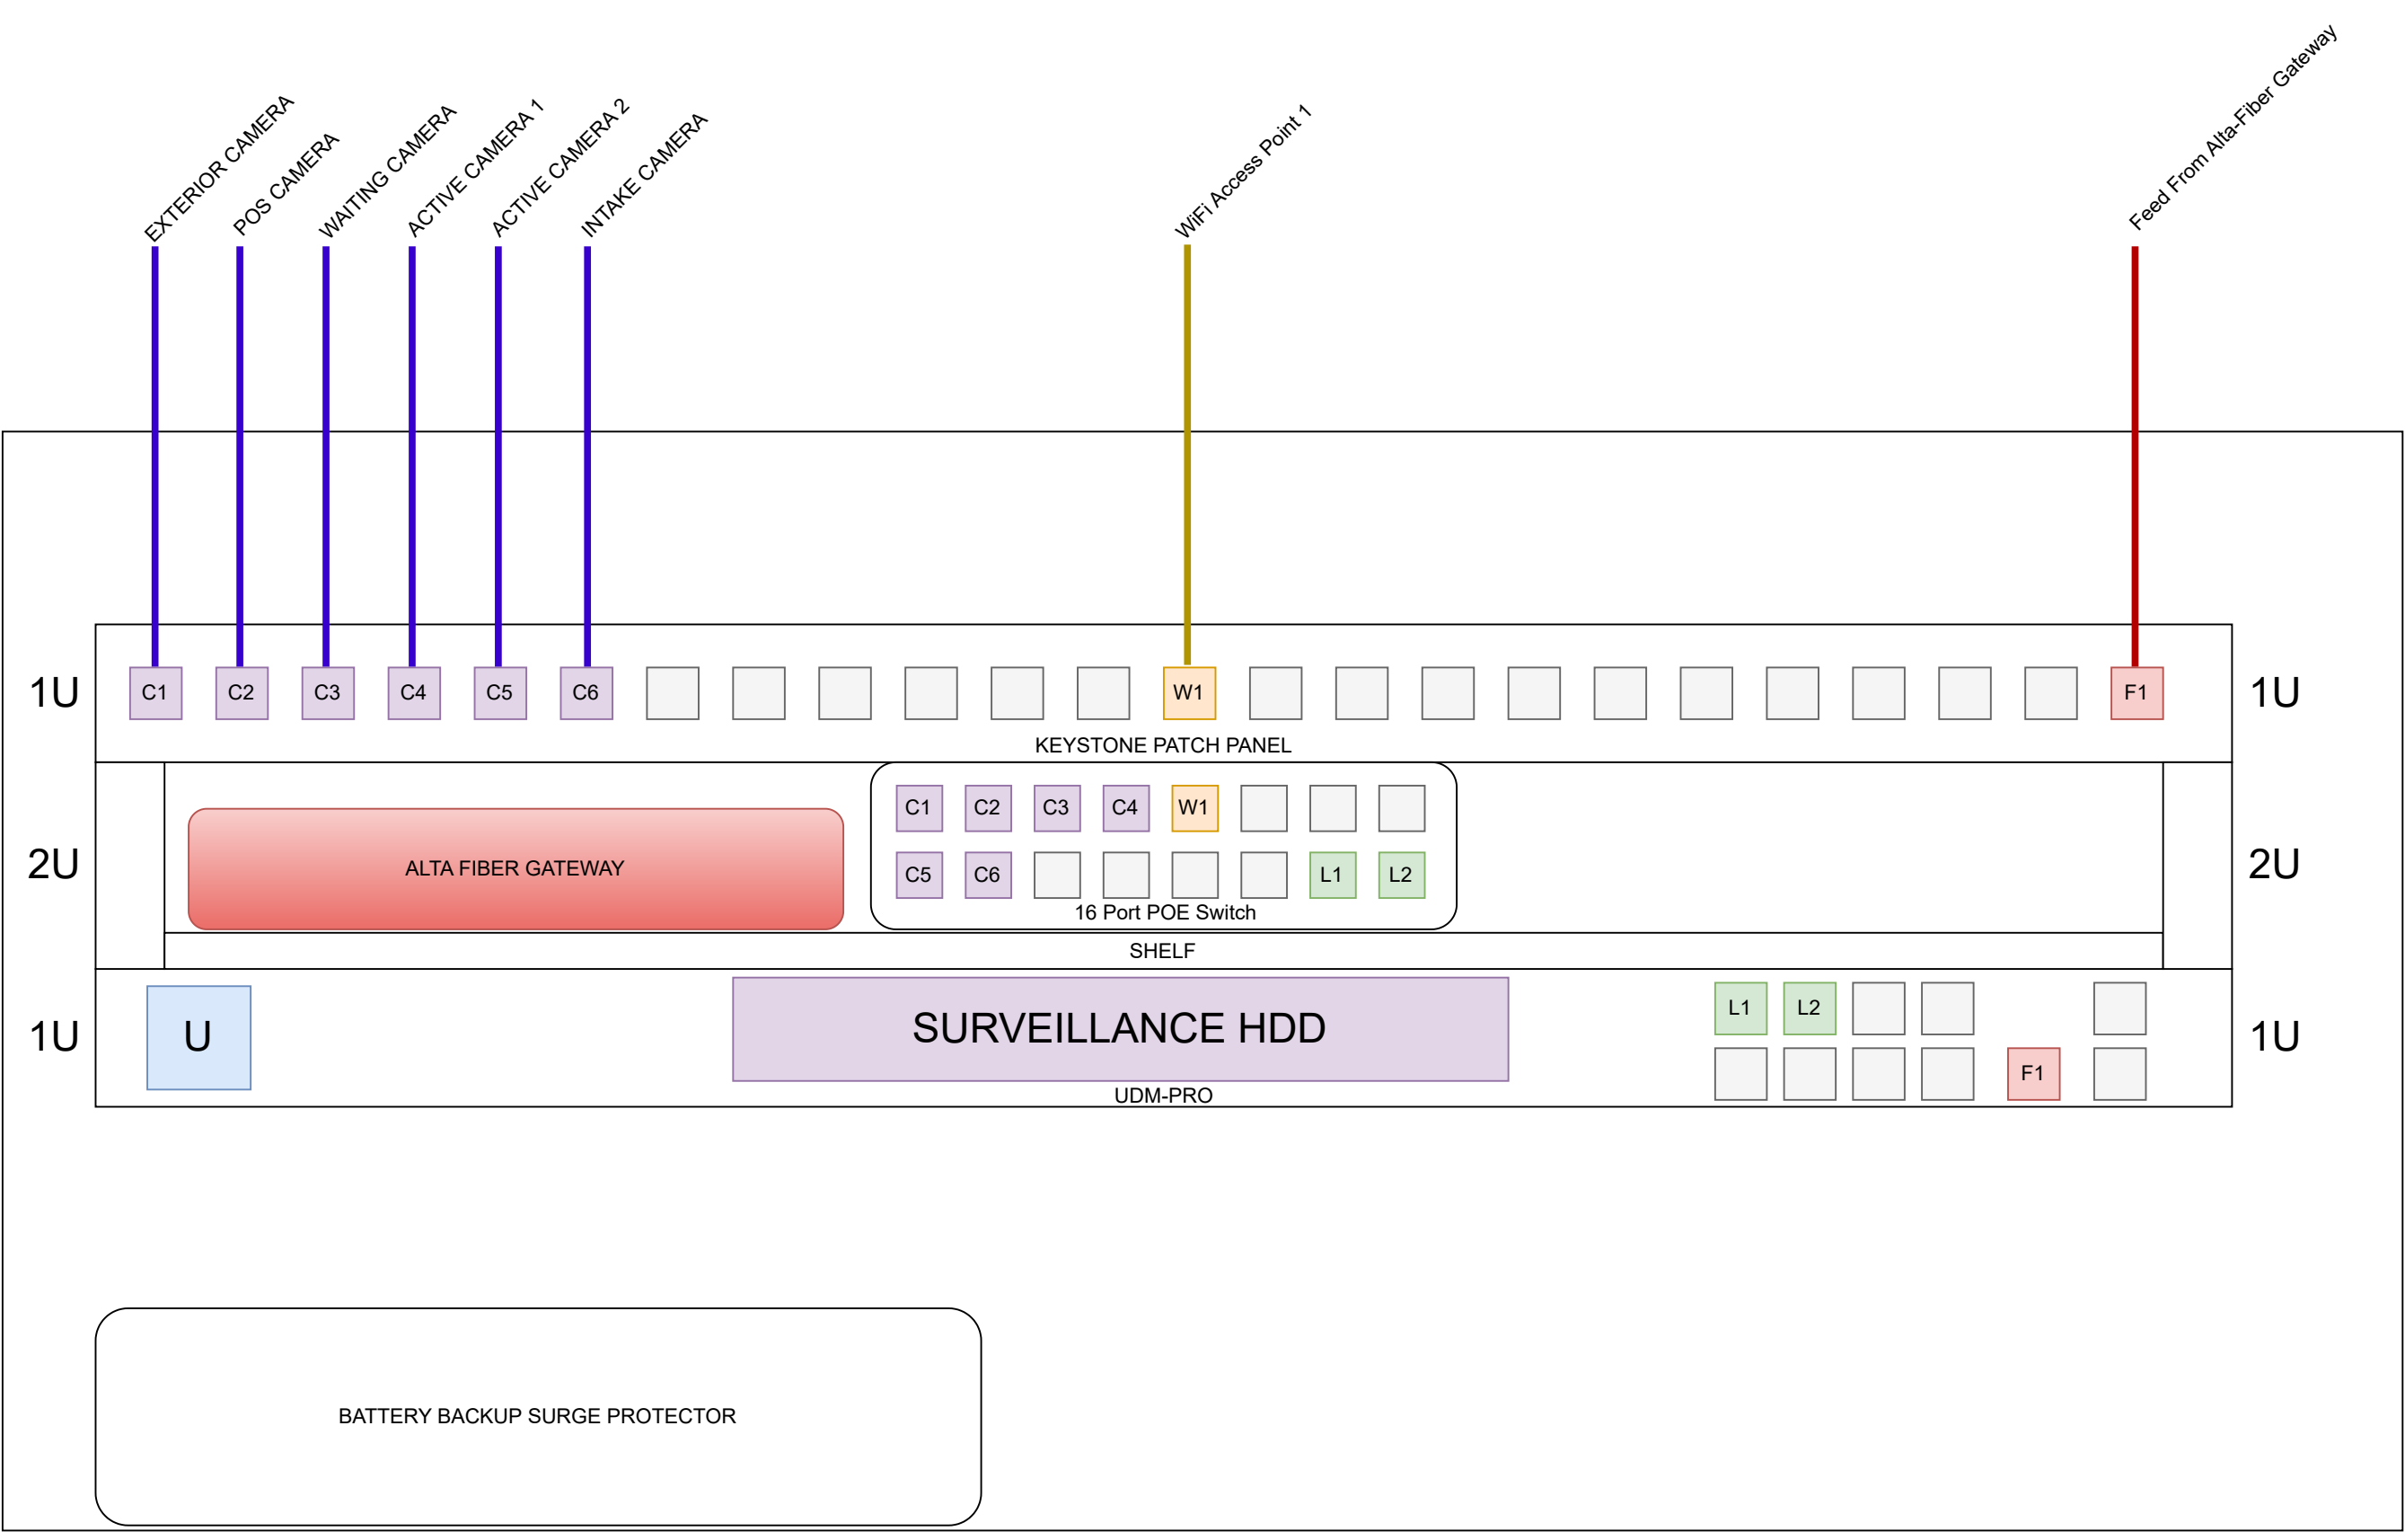 EXTERIOR CAMERA
POS CAMERA
WAITING CAMERA
ACTIVE CAMERA 1
ACTIVE CAMERA 2
INTAKE CAMERA
WiFi Access Point 1
Feed From Alta-Fiber Gateway
1U C1 C2 C3 C4 C5 C6 W1 F1 1U
KEYSTONE PATCH PANEL
C1 C2 C3 C4 W1
2U ALTA FIBER GATEWAY C5 C6 L1 L2 2U
16 Port POE Switch
SHELF
L1 L2
1U U SURVEILLANCE HDD 1U
F1
UDM-PRO
BATTERY BACKUP SURGE PROTECTOR